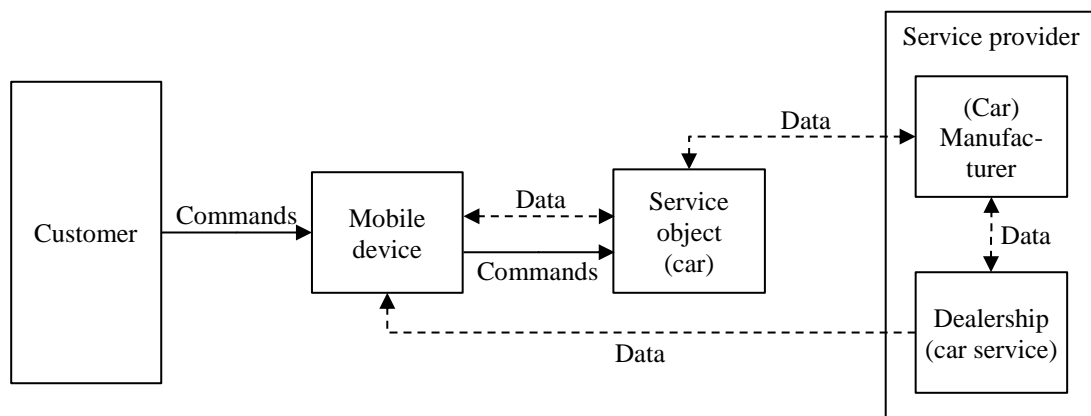 Service provider
(Car)
Manufac-
turer
Data
Data
Dealership
(car service)
Customer
Commands
Mobile
device
Data
Commands
Service
object
(car)
Data